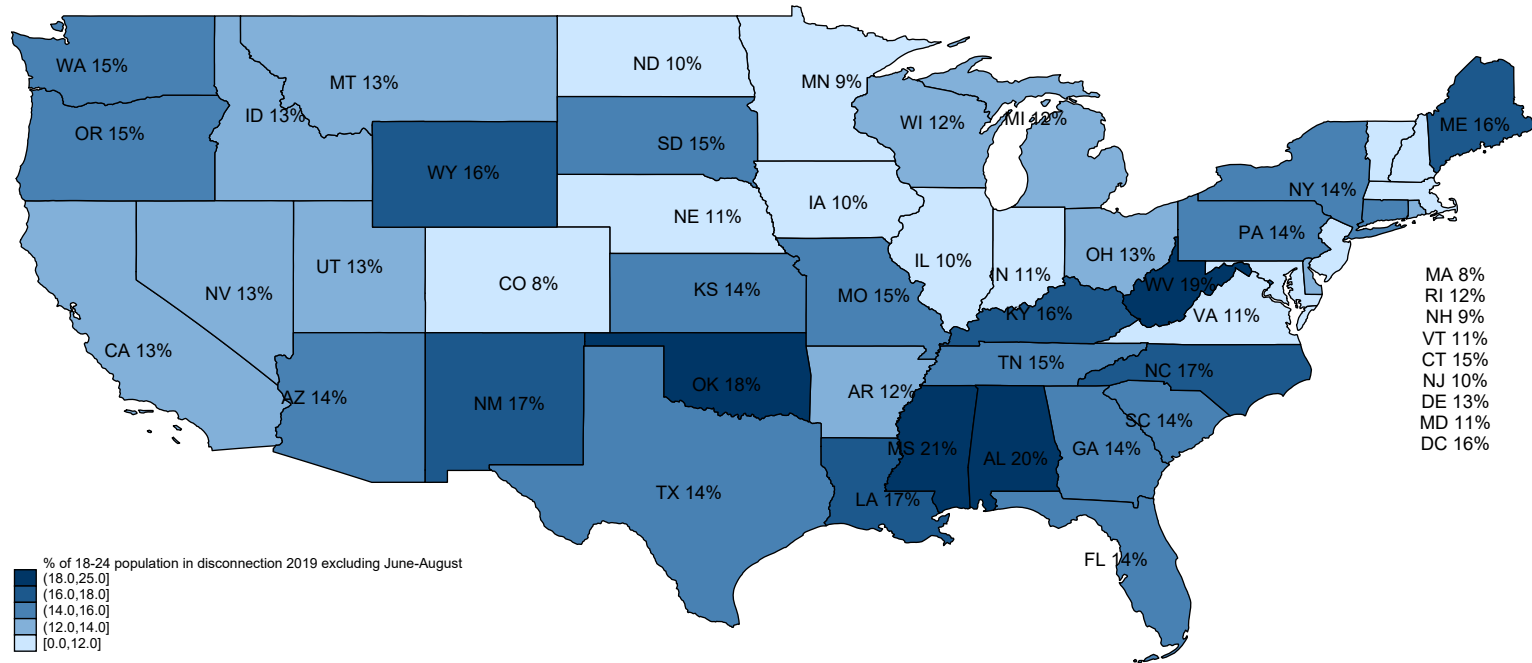 WA 15%
MT 13%
ND 10%
MN 9%
ID 13%
OR 15%
SD 15%
WI 12%
MI 12%
ME 16%
WY 16%
NE 11%
IA 10%
NY 14%
PA 14%
UT 13%
NV 13%
CO 8%
KS 14%
MO 15%
IL 10%
IN 11%
OH 13%
WV 19%
KY 16%
VA 11%
CA 13%
AZ 14%
NM 17%
OK 18%
AR 12%
TN 15%
NC 17%
SC 14%
MS 21%
AL 20%
GA 14%
TX 14%
LA 17%
FL 14%
MA 8%
RI 12%
NH 9%
VT 11%
CT 15%
NJ 10%
DE 13%
MD 11%
DC 16%
% of 18-24 population in disconnection 2019 excluding June-August
(18.0,25.0]
(16.0,18.0]
(14.0,16.0]
(12.0,14.0]
[0.0,12.0]